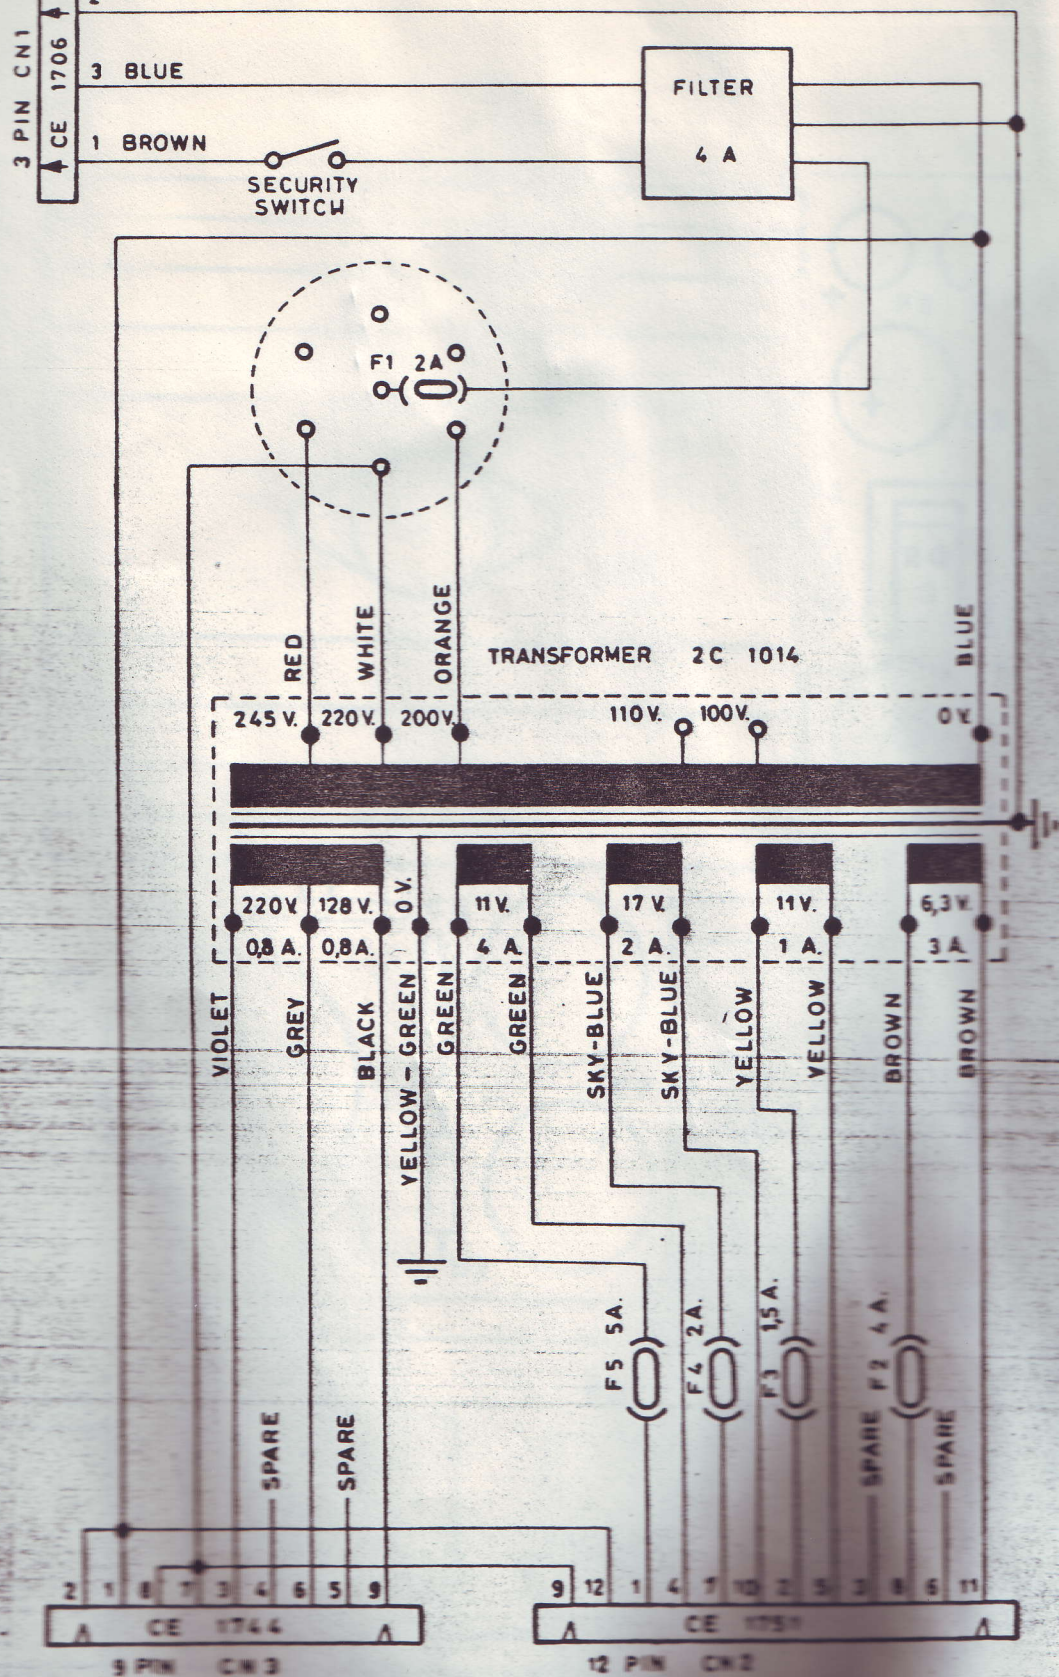 3 PIN CN1
CE 1706
3 BLUE
1 BROWN
SECURITY
SWITCH
FILTER
4 A
F1 2A
RED
WHITE
ORANGE
BLUE
TRANSFORMER 2C 1014
245 V.
220 V.
200V.
110 V.
100V.
0 V.
220V.
128 V.
0 V.
11 V.
17 V.
11 V.
6,3 V.
0,8 A.
0,8 A.
4 A.
2 A.
1 A.
3 A.
VIOLET
GREY
BLACK
YELLOW - GREEN
GREEN
GREEN
SKY-BLUE
SKY-BLUE
YELLOW
YELLOW
BROWN
BROWN
F5 5A.
F4 2A.
F3 1,5 A.
F2 4 A.
SPARE
SPARE
SPARE
SPARE
2 1 8 7 3 4 6 5 9
9 12 1 4 7 10 2 5 3 8 6 11
CE 1744
CE 1751
9 PIN CN3
12 PIN CN2